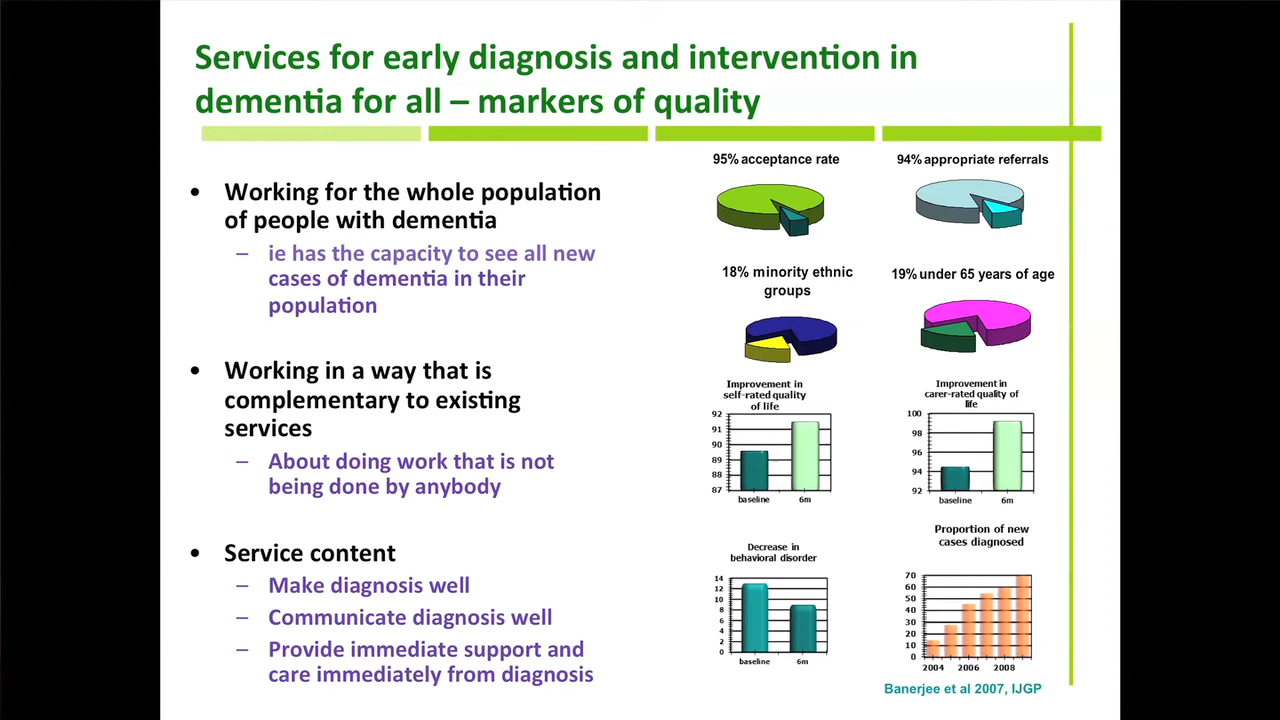 Services for early diagnosis and intervention in
dementia for all – markers of quality
• Working for the whole population
of people with dementia
– ie has the capacity to see all new
cases of dementia in their
population
• Working in a way that is
complementary to existing
services
– About doing work that is not
being done by anybody
• Service content
– Make diagnosis well
– Communicate diagnosis well
– Provide immediate support and
care immediately from diagnosis
95% acceptance rate
94% appropriate referrals
18% minority ethnic
groups
19% under 65 years of age
Improvement in
self-rated quality
of life
92
91
90
89
88
87
baseline 6m
Improvement in
carer-rated quality of
life
100
98
96
94
92
baseline 6m
Decrease in
behavioral disorder
14
12
10
8
6
4
2
0
baseline 6m
Proportion of new
cases diagnosed
70
60
50
40
30
20
10
0
2004 2006 2008
Banerjee et al 2007, IJGP